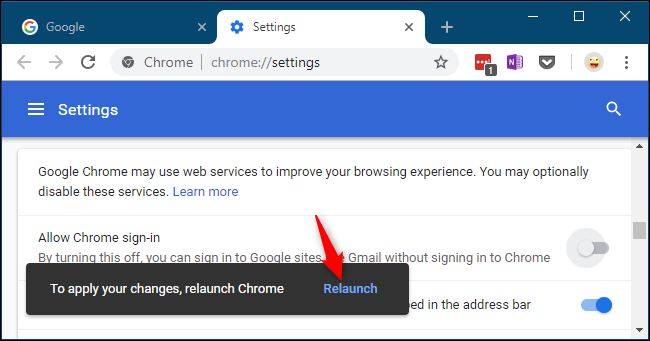 Google
Settings
Chrome | chrome://settings
1
Settings
Google Chrome may use web services to improve your browsing experience. You may optionally
disable these services. Learn more
Allow Chrome sign-in
By turning this off, you can sign in to Google sites Gmail without signing in to Chrome
To apply your changes, relaunch Chrome Relaunch
in the address bar